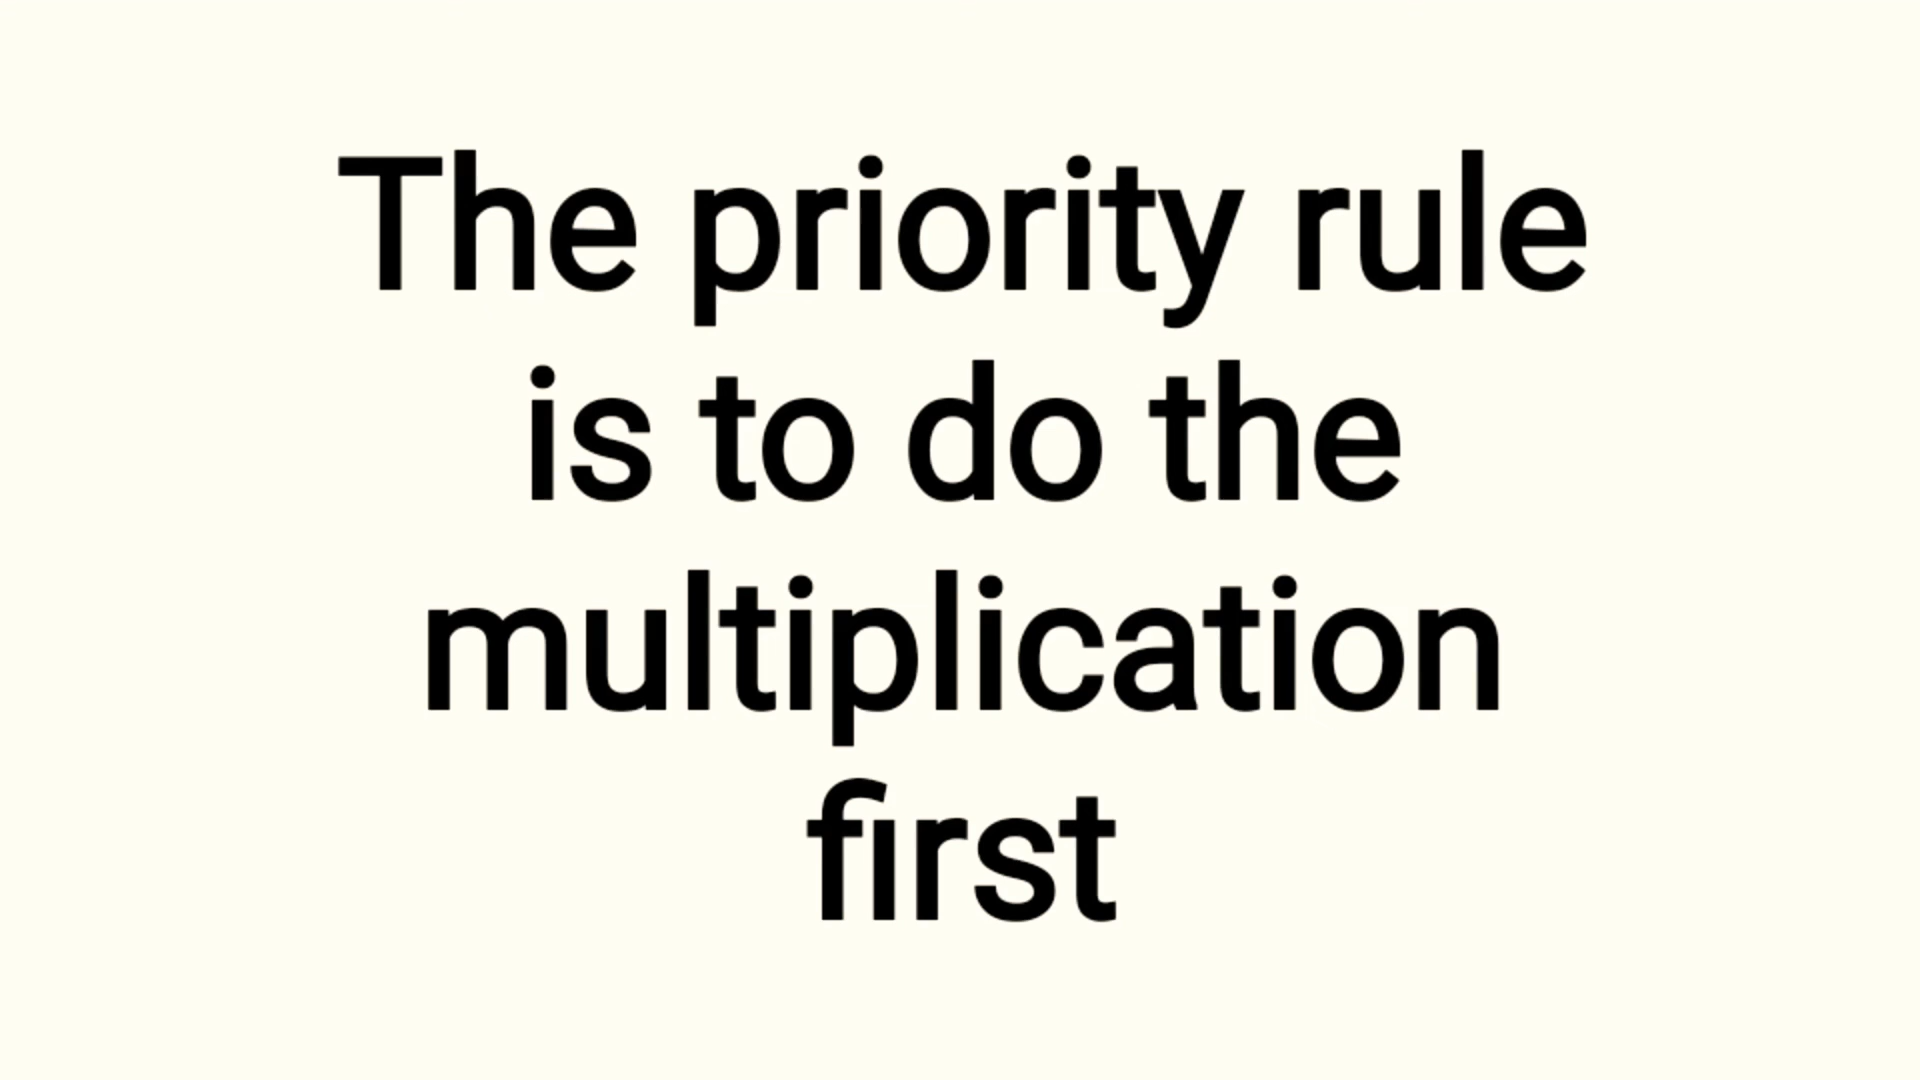 The priority rule
is to do the
multiplication
first